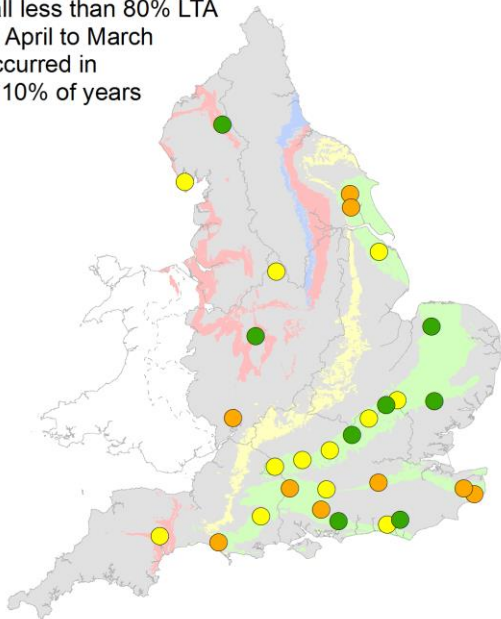 all less than 80% LTA
April to March
ccurred in
10% of years